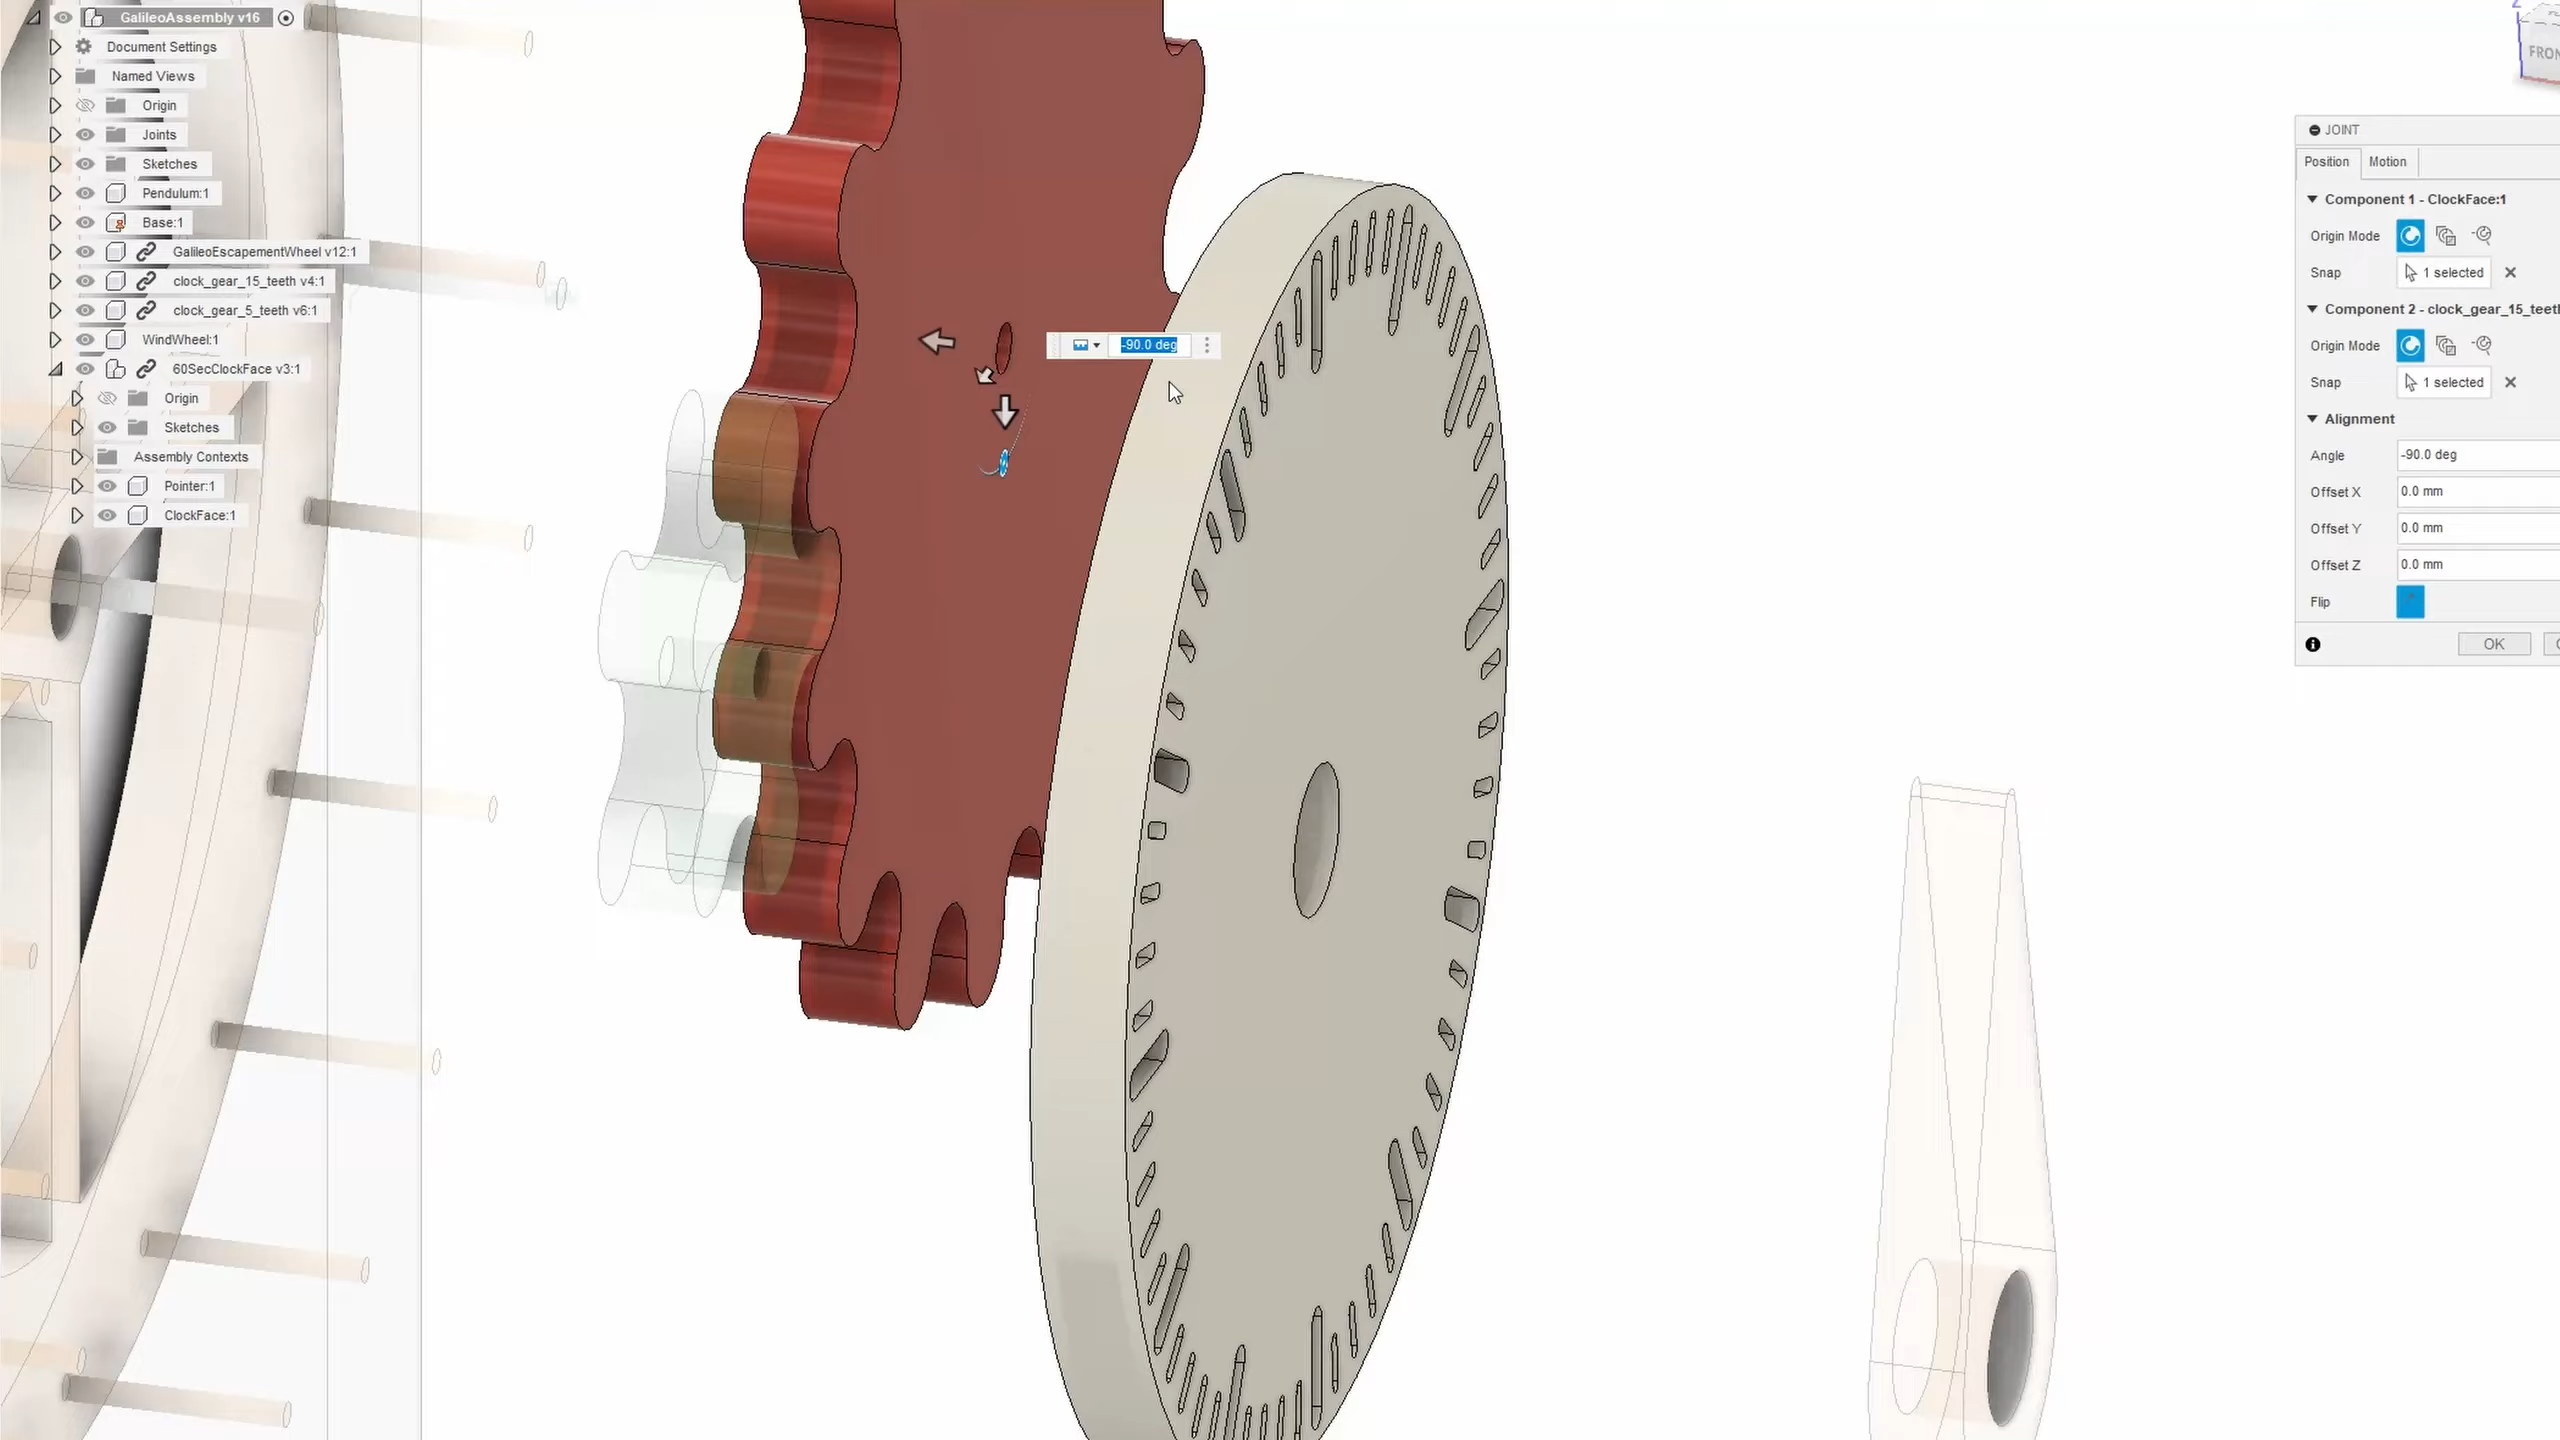 GalileoAssembly v16
Document Settings
Named Views
Origin
Joints
Sketches
Pendulum:1
Base:1
GalileoEscapementWheel v12:1
clock_gear_15_teeth v4:1
clock_gear_5_teeth v6:1
WindWheel:1
60SecClockFace v3:1
Origin
Sketches
Assembly Contexts
Pointer:1
ClockFace:1
-90.0 deg
JOINT
Position Motion
Component 1 - ClockFace:1
Origin Mode
Snap 1 selected
Component 2 - clock_gear_15_teeth
Origin Mode
Snap 1 selected
Alignment
Angle -90.0 deg
Offset X 0.0 mm
Offset Y 0.0 mm
Offset Z 0.0 mm
Flip
OK